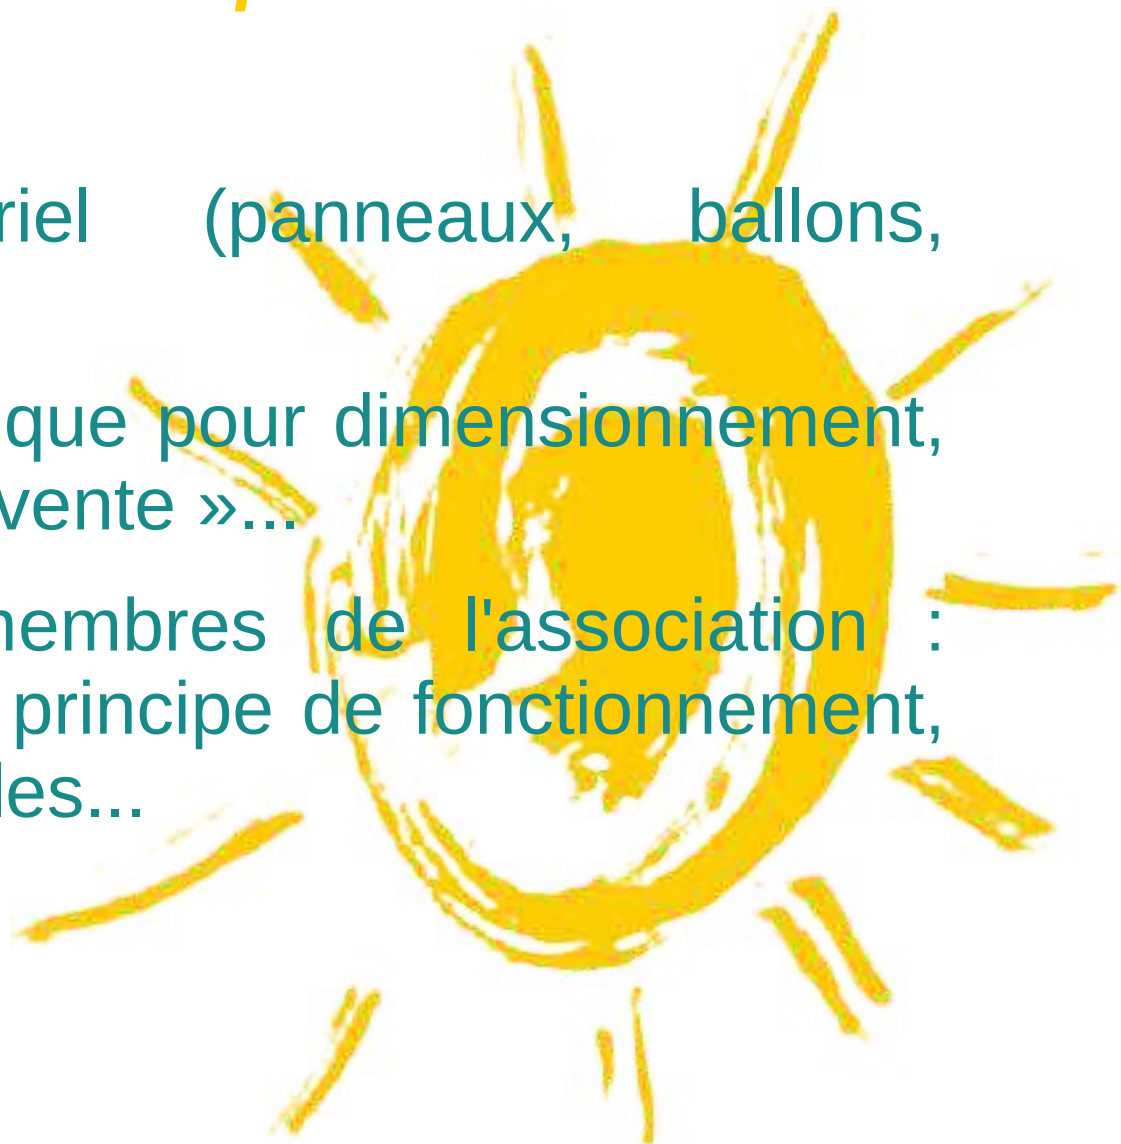 riel (panneaux, ballons,
que pour dimensionnement,
vente »...
membres de l'association :
principe de fonctionnement,
les...